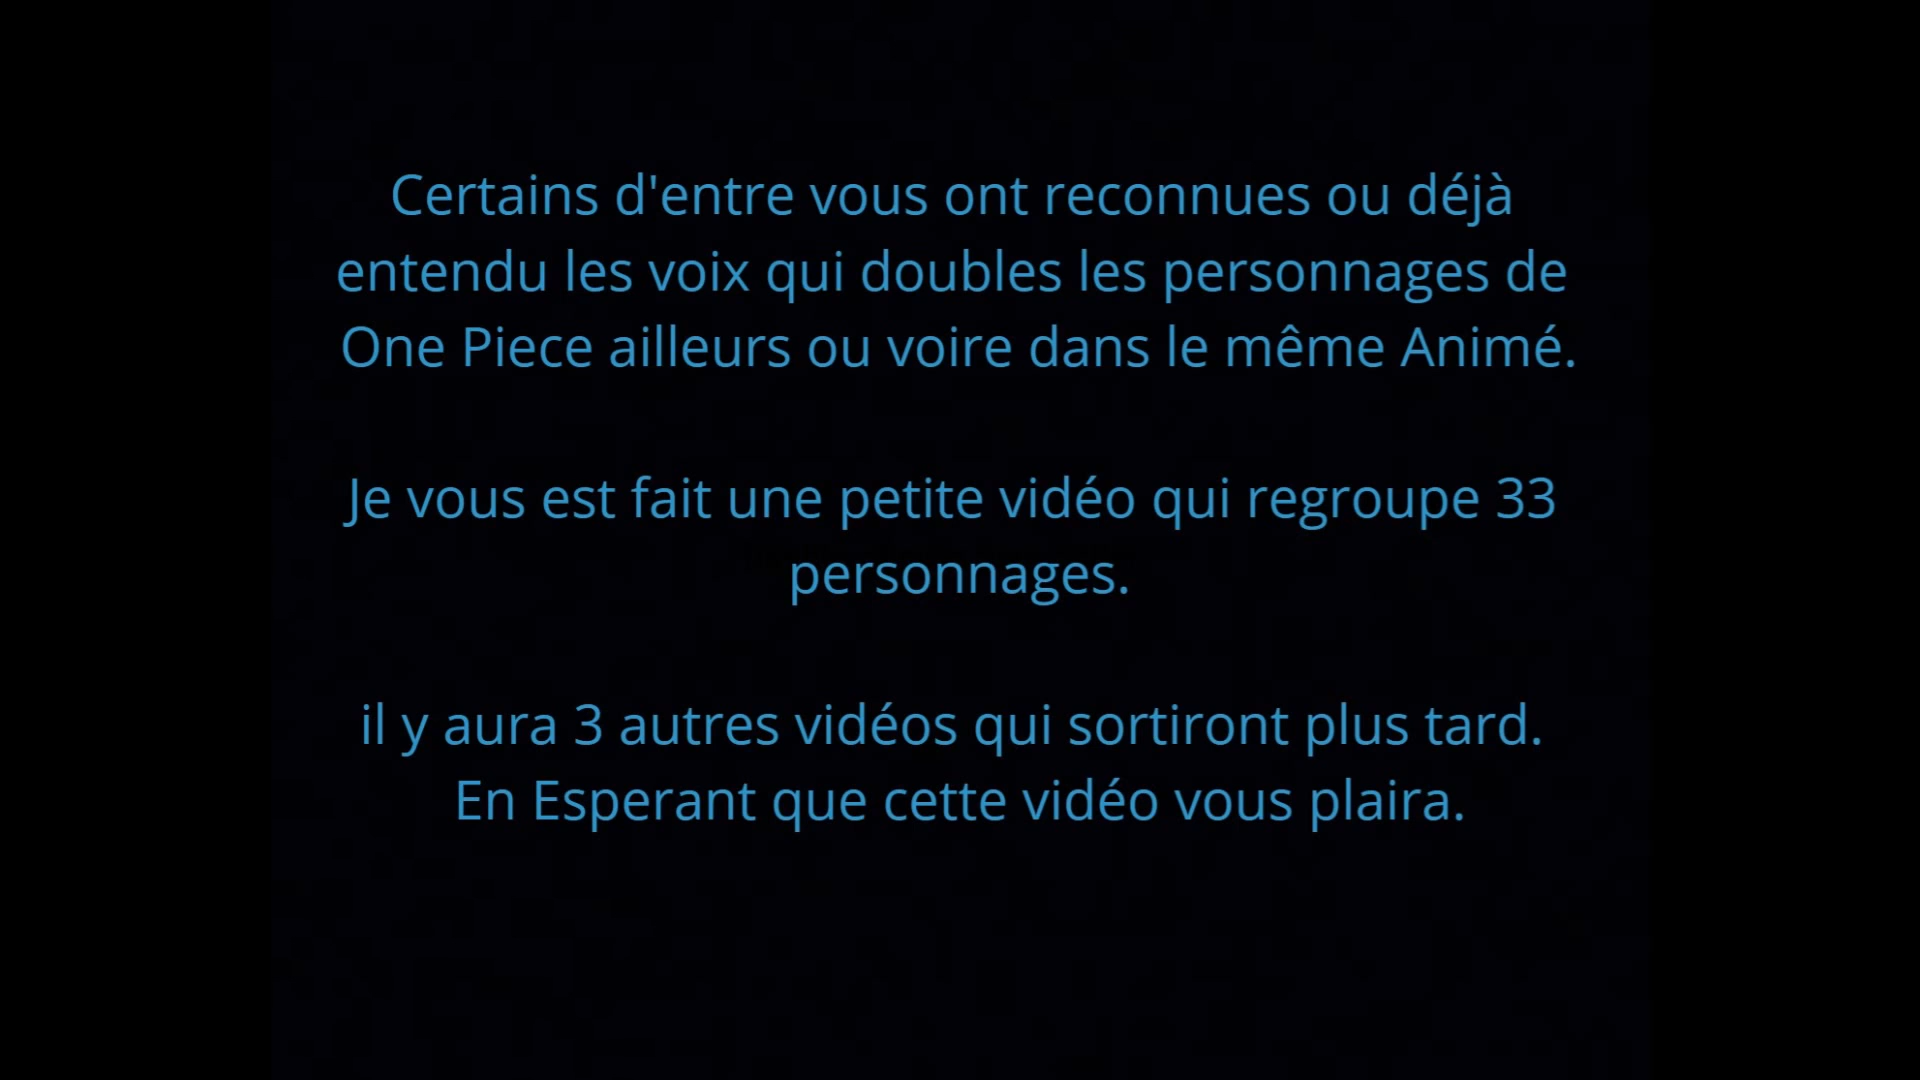 Certains d'entre vous ont reconnues ou déjà
entendu les voix qui doubles les personnages de
One Piece ailleurs ou voire dans le même Animé.
Je vous est fait une petite vidéo qui regroupe 33
personnages.
il y aura 3 autres vidéos qui sortiront plus tard.
En Esperant que cette vidéo vous plaira.